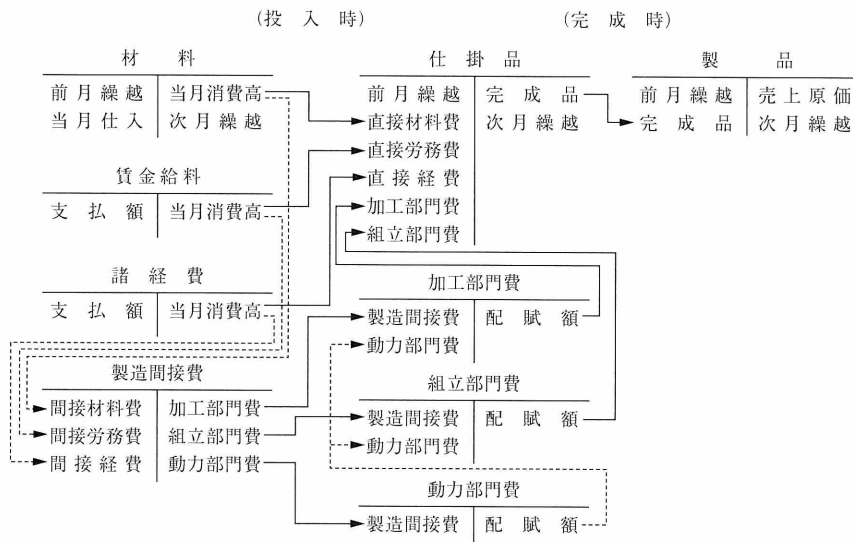 (投入時) (完成時)
材料 仕掛品 製品
前月繰越 当月消費高 前月繰越 完成品 前月繰越 売上原価
当月仕入 次月繰越 直接材料費 次月繰越 完成品 次月繰越
直接労務費
賃金給料 直接経費
支払額 当月消費高 加工部門費
組立部門費
諸経費 加工部門費
支払額 当月消費高 製造間接費 配賦額
動力部門費
製造間接費 組立部門費
間接材料費 加工部門費 製造間接費 配賦額
間接労務費 組立部門費 動力部門費
間接経費 動力部門費
動力部門費
製造間接費 配賦額